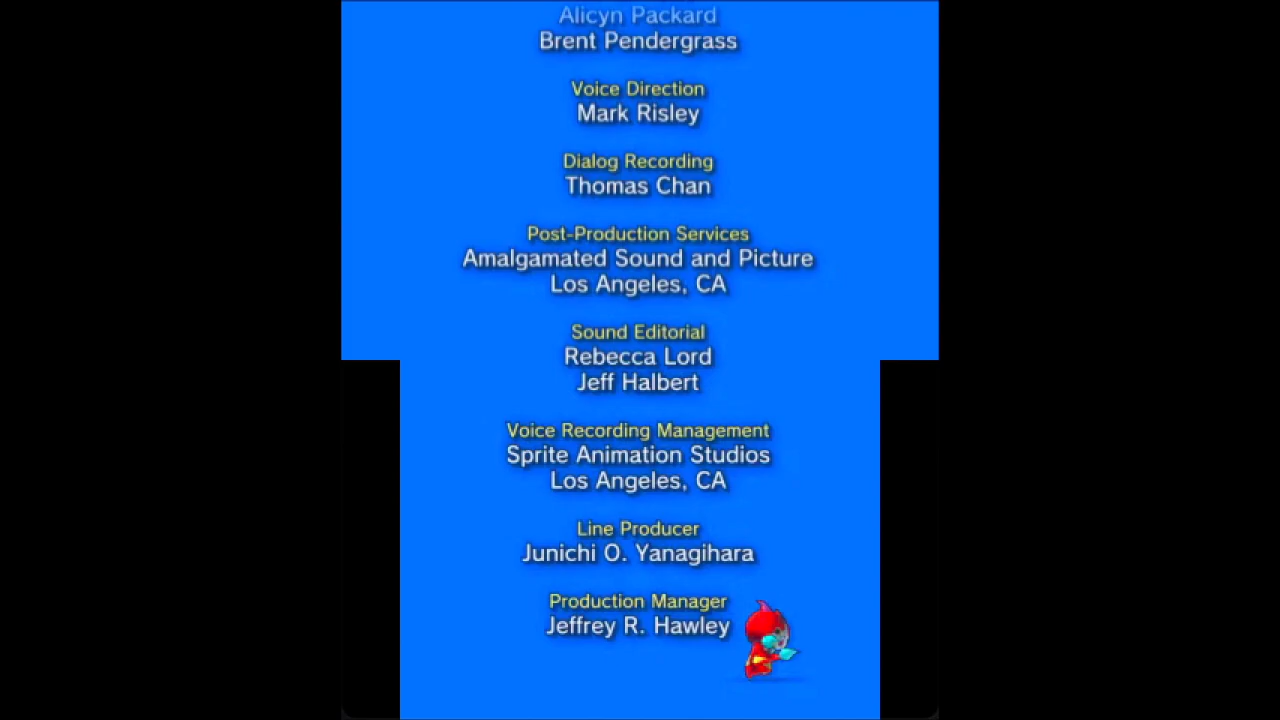 Alicyn Packard
Brent Pendergrass
Voice Direction
Mark Risley
Dialog Recording
Thomas Chan
Post-Production Services
Amalgamated Sound and Picture
Los Angeles, CA
Sound Editorial
Rebecca Lord
Jeff Halbert
Voice Recording Management
Sprite Animation Studios
Los Angeles, CA
Line Producer
Junichi O. Yanagihara
Production Manager
Jeffrey R. Hawley